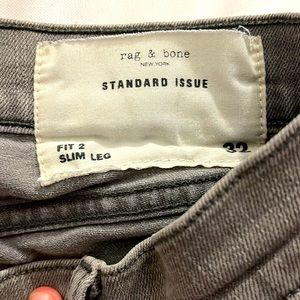 rag & bone
NEW YORK
STANDARD ISSUE
FIT 2
SLIM LEG
32